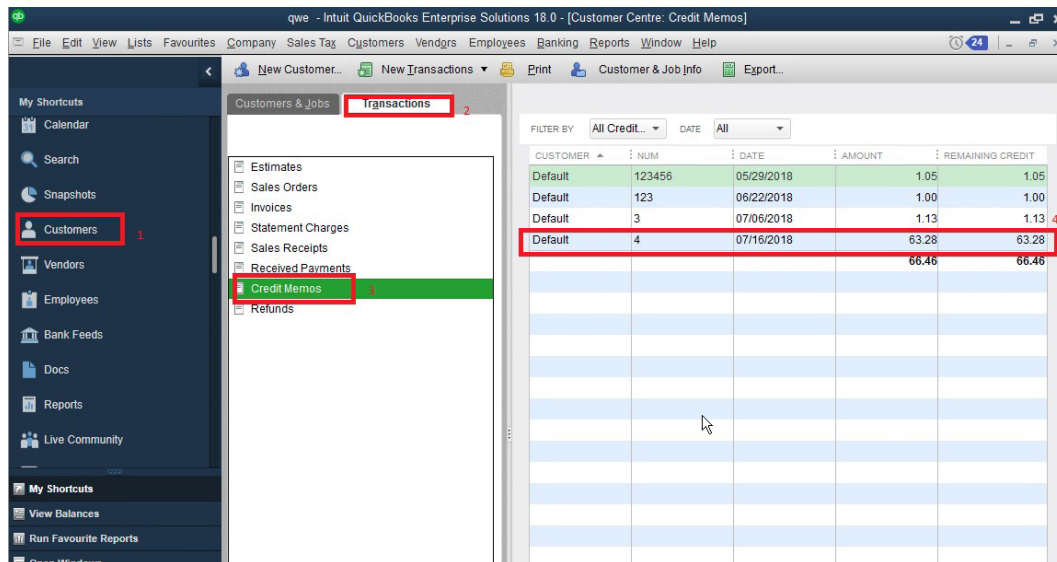 qb qwe - Intuit QuickBooks Enterprise Solutions 18.0 - [Customer Centre: Credit Memos]
File Edit View Lists Favourites Company Sales Tax Customers Vendors Employees Banking Reports Window Help 24
New Customer... New Transactions Print Customer & Job Info Export...
My Shortcuts
Calendar
Search
Snapshots
Customers 1
Vendors
Employees
Bank Feeds
Docs
Reports
Live Community
My Shortcuts
View Balances
Run Favourite Reports
Customers & Jobs Transactions 2
Estimates
Sales Orders
Invoices
Statement Charges
Sales Receipts
Received Payments
Credit Memos 3
Refunds
FILTER BY All Credit... DATE All
CUSTOMER NUM DATE AMOUNT REMAINING CREDIT
Default 123456 05/29/2018 1.05 1.05
Default 123 06/22/2018 1.00 1.00
Default 3 07/06/2018 1.13 1.13 4
Default 4 07/16/2018 63.28 63.28
66.46 66.46